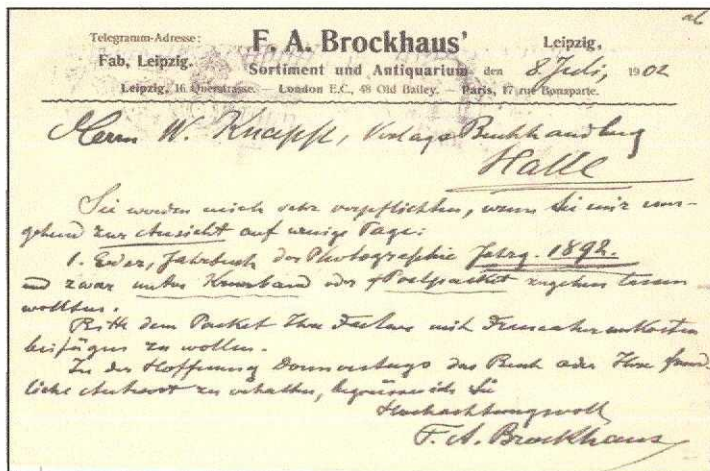 ab
Telegramm-Adresse:
Fab, Leipzig.
F. A. Brockhaus'
Sortiment und Antiquarium
Leipzig, den 8 Juli, 1902
Leipzig, 16 Querstrasse. — London E.C., 48 Old Bailey. — Paris, 17 rue Bonaparte.
Herrn W. Knapp, Verlags Buchhandlung
Halle
Sie werden mich sehr verpflichten, wenn Sie mir um-
gehend zur Ansicht auf wenige Tage:
1. Eder, Jahrbuch der Photographie Jahrg. 1892.
und zwar unter Kreuzband oder Postpacket zugehen lassen
wollten.
Bitte dem Packet Ihre Factur mit
beifügen zu wollen.
In der Hoffnung Donnerstags das Buch oder Ihre freund-
liche Antwort zu erhalten, begrüsse ich Sie
Hochachtungsvoll
F. A. Brockhaus